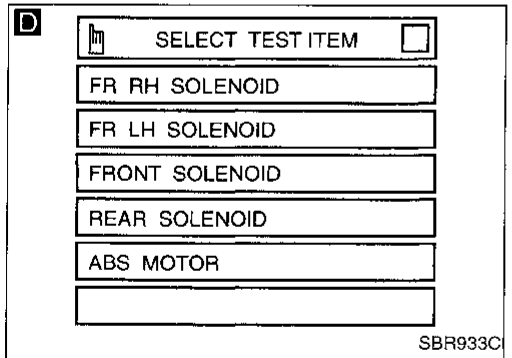 D
SELECT TEST ITEM
FR RH SOLENOID
FR LH SOLENOID
FRONT SOLENOID
REAR SOLENOID
ABS MOTOR
SBR933C